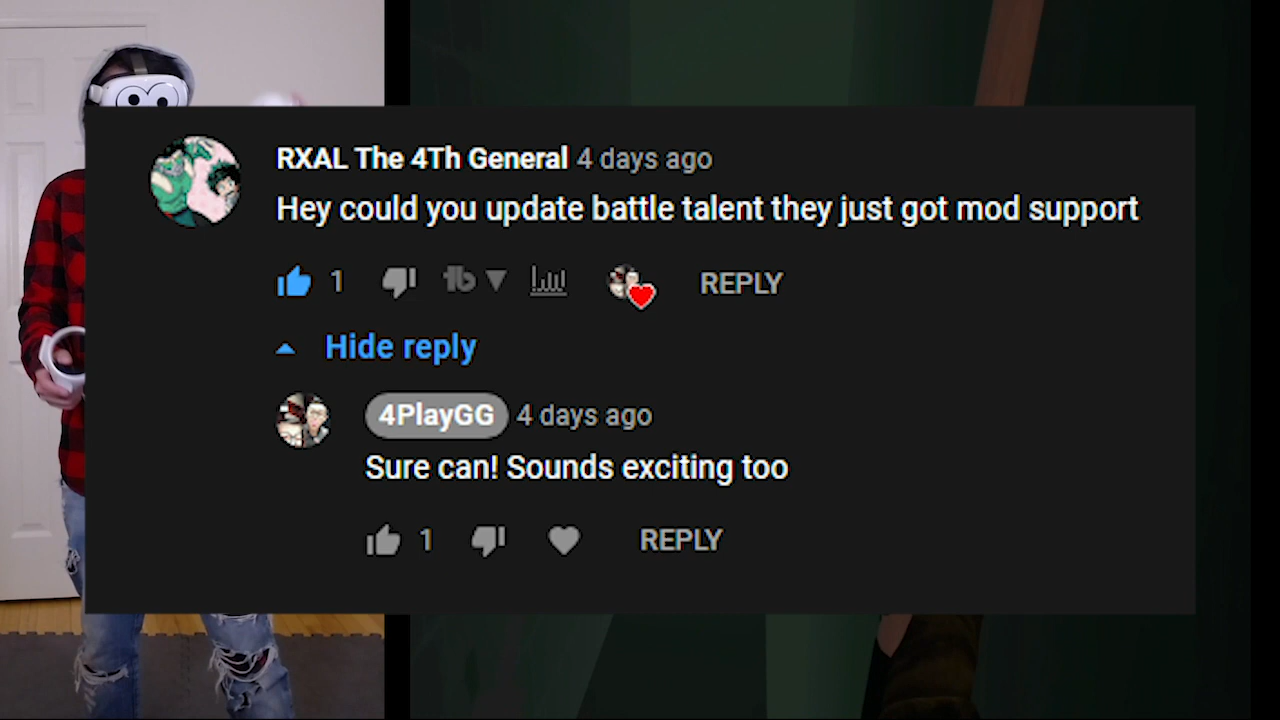 RXAL The 4Th General 4 days ago
Hey could you update battle talent they just got mod support
1 REPLY
Hide reply
4PlayGG 4 days ago
Sure can! Sounds exciting too
1 REPLY